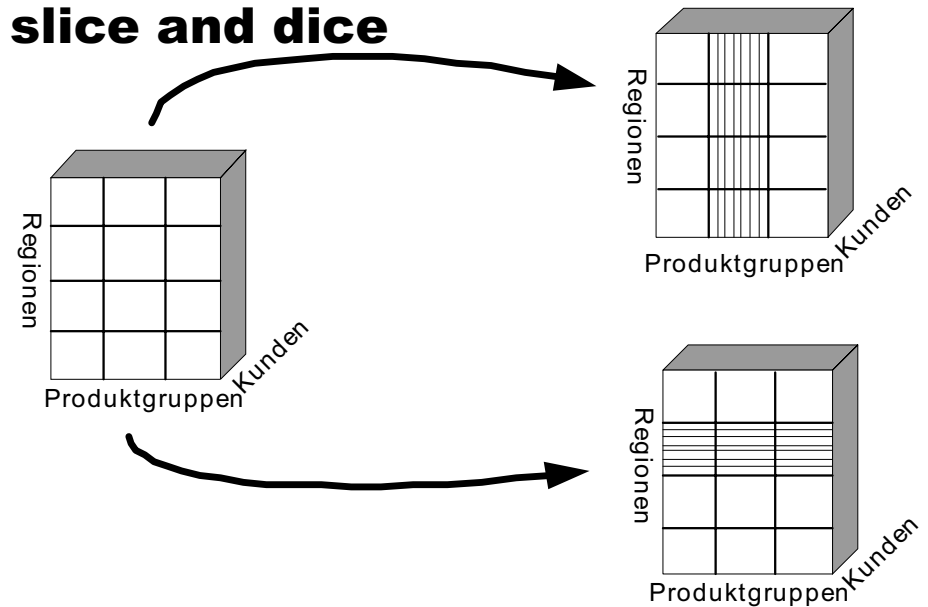 slice and dice
Regionen
Produktgruppen
Kunden
Regionen
Produktgruppen
Kunden
Regionen
Produktgruppen
Kunden